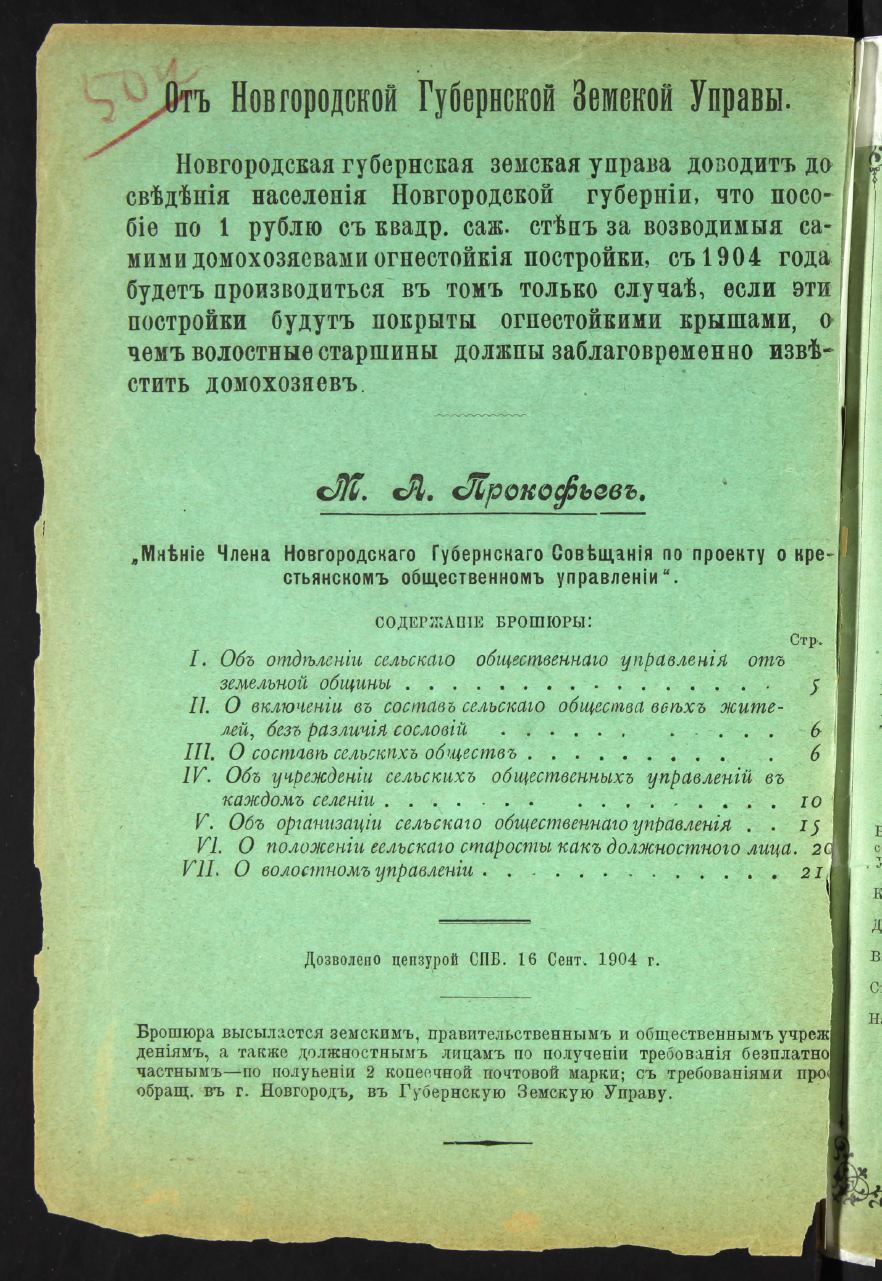 504
Отъ Новгородской Губернской Земской Управы.
Новгородская губернская земская управа доводитъ до
свѣдѣнія населенія Новгородской губерніи, что посо-
біе по 1 рублю съ квадр. саж. стѣнъ за возводимыя са-
мими домохозяевами огнестойкія постройки, съ 1904 года
будетъ производиться въ томъ только случаѣ, если эти
постройки будутъ покрыты огнестойкими крышами, о
чемъ волостные старшины должны заблаговременно извѣ-
стить домохозяевъ.
М. А. Прокофьевъ.
„Мнѣніе Члена Новгородскаго Губернскаго Совѣщанія по проекту о кре-
стьянскомъ общественномъ управленіи“.
СОДЕРЖАНІЕ БРОШЮРЫ:
Стр.
I. Объ отдѣленіи сельскаго общественнаго управленія отъ
земельной общины . . . . . . . . . . . . . . . . 5
II. О включеніи въ составъ сельскаго общества всѣхъ жите-
лей, безъ различія сословій . . . . . . . . . . . 6
III. О составѣ сельскихъ обществъ . . . . . . . . . . . 6
IV. Объ учрежденіи сельскихъ общественныхъ управленій въ
каждомъ селеніи . . . . . . . . . . . . . . . . 10
V. Объ организаціи сельскаго общественнаго управленія . . 15
VI. О положеніи еельскаго старосты какъ должностного лица. 20
VII. О волостномъ управленіи . . . . . . . . . . . . . 21
Дозволено цензурой СПБ. 16 Сент. 1904 г.
Брошюра высылается земскимъ, правительственнымъ и общественнымъ учреж
деніямъ, а также должностнымъ лицамъ по полученіи требованія безплатно
частнымъ—по полуьеніи 2 копеечной почтовой марки; съ требованіями про
обращ. въ г. Новгородъ, въ Губернскую Земскую Управу.